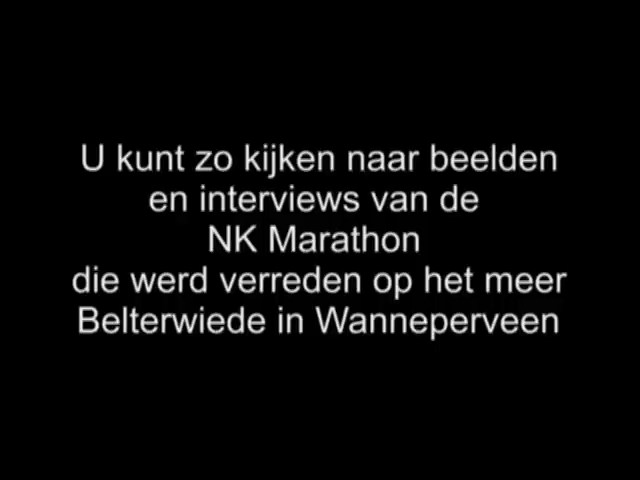 U kunt zo kijken naar beelden
en interviews van de
NK Marathon
die werd verreden op het meer
Belterwiede in Wanneperveen